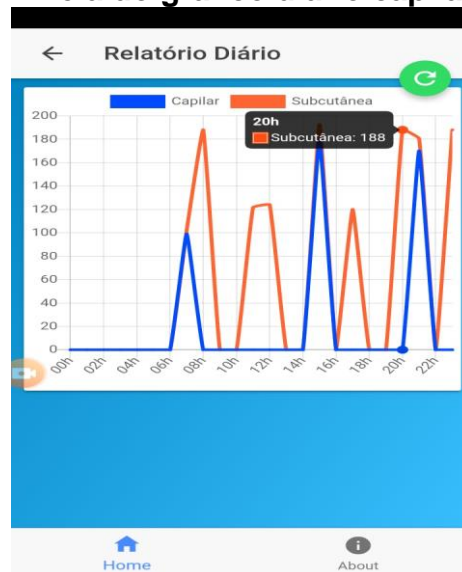 Relatório Diário
Capilar Subcutânea
200
180
160
140
120
100
80
60
40
20
0
20h
Subcutânea: 188
00h 02h 04h 06h 08h 10h 12h 14h 16h 18h 20h 22h
Home About